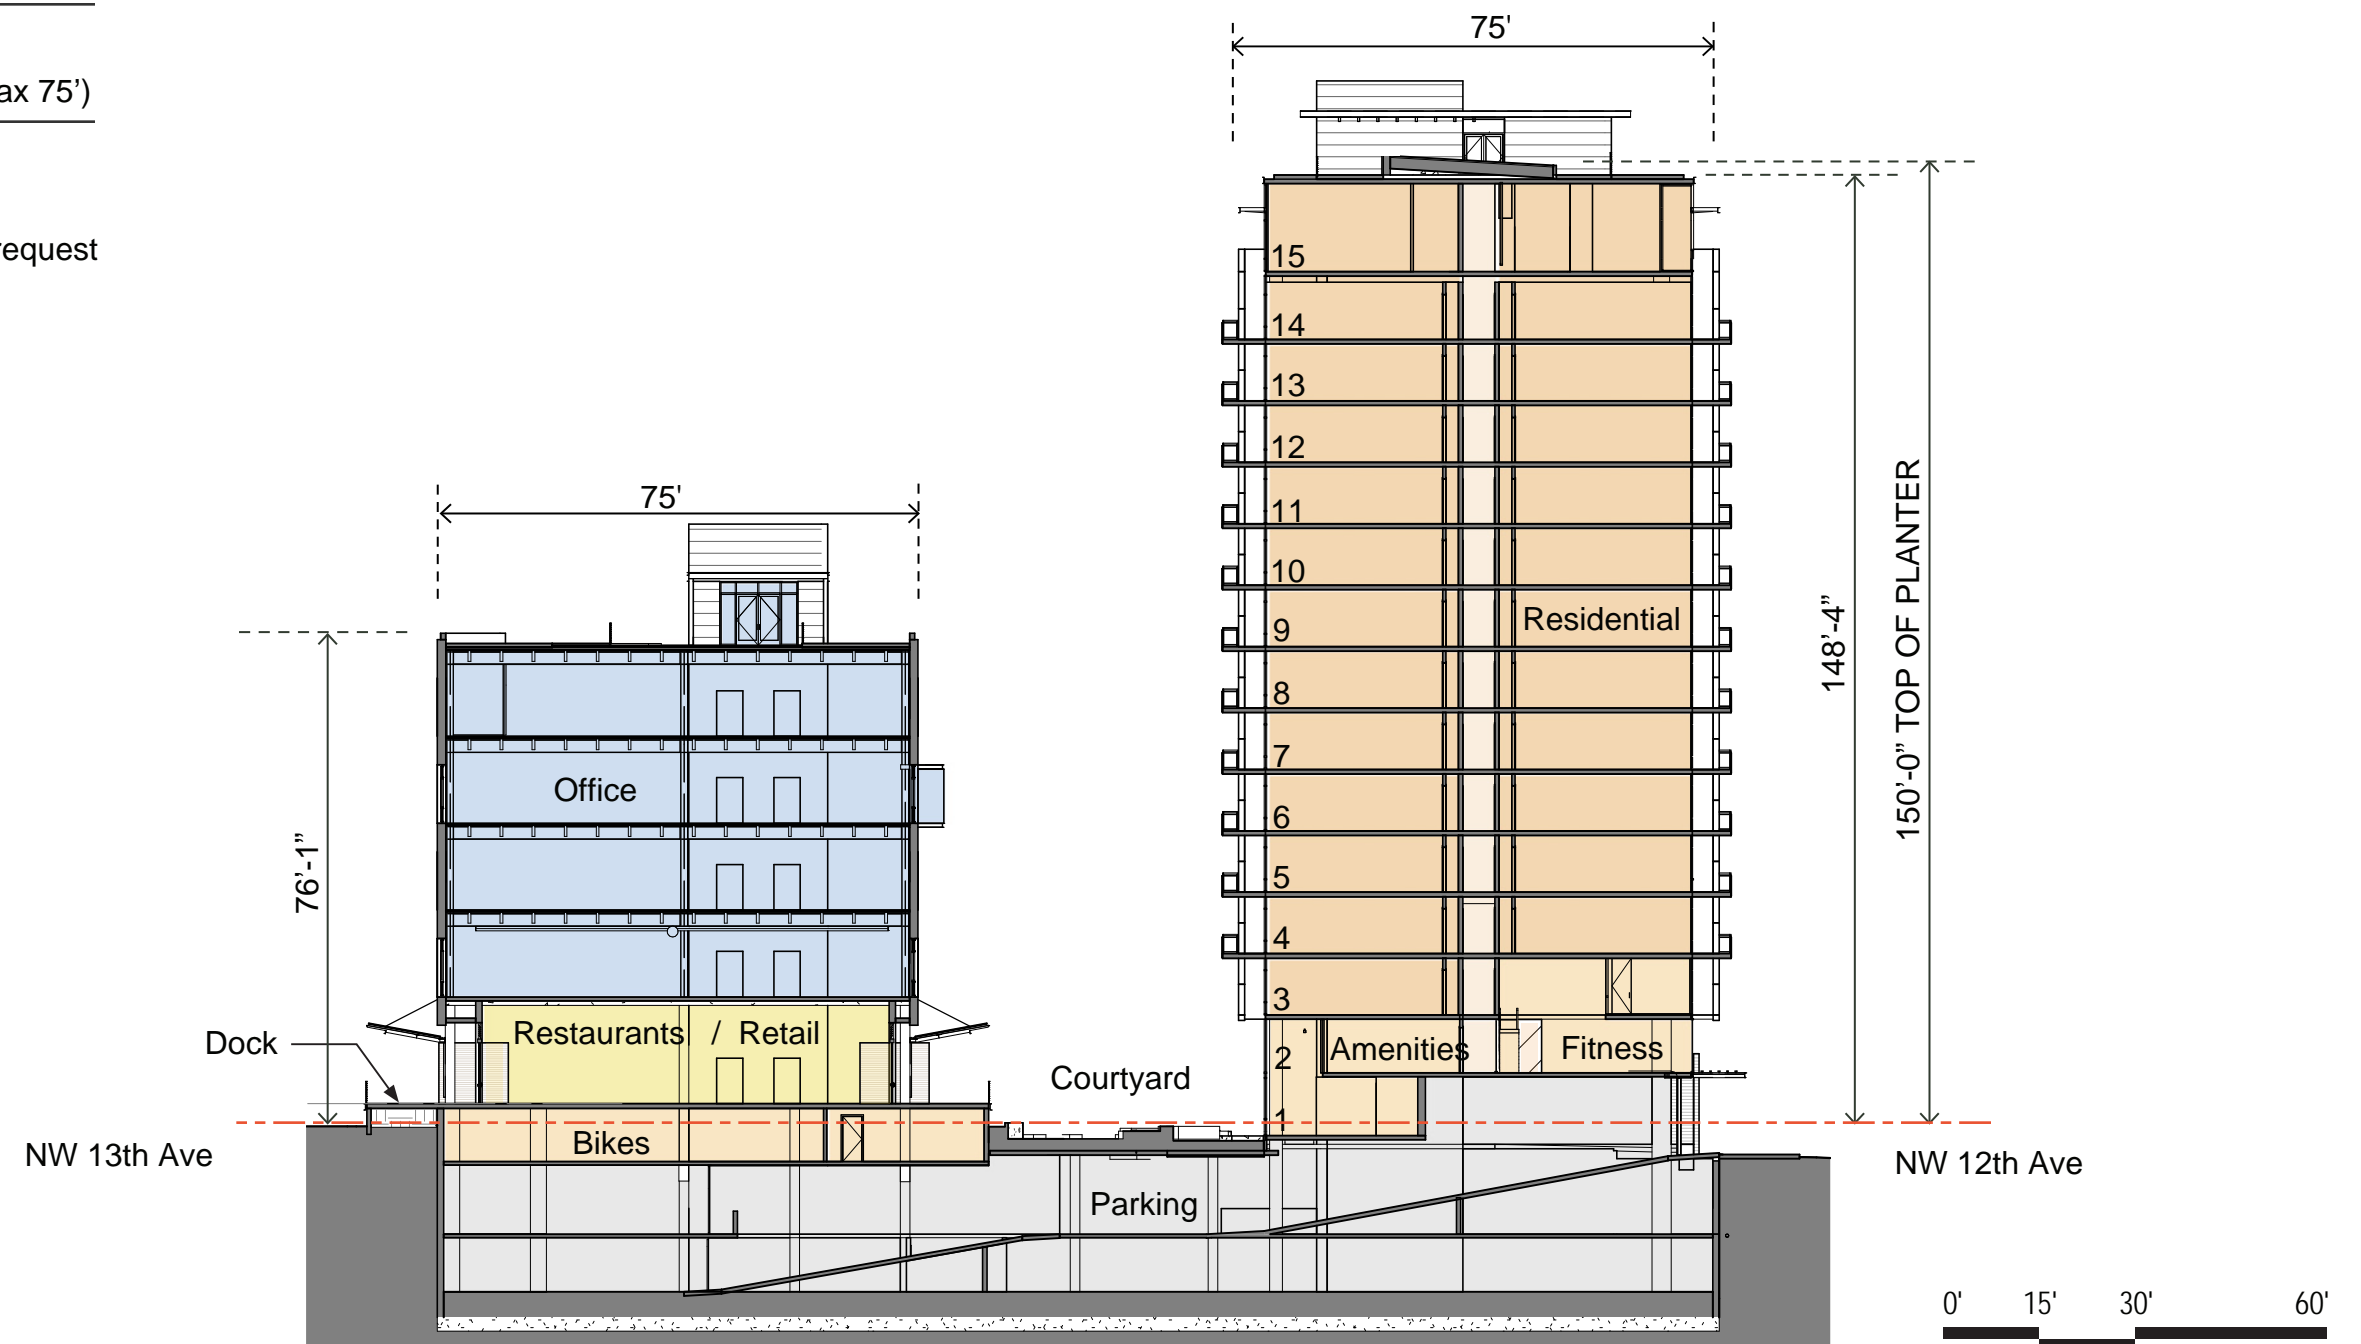 ax 75’)
request
75'
15
14
13
12
11
10
9
8
7
6
5
4
3
2
1
Residential
Amenities
Fitness
148’-4”
150’-0” TOP OF PLANTER
75'
76’-1”
Office
Restaurants / Retail
Dock
Bikes
Courtyard
Parking
NW 13th Ave
NW 12th Ave
0' 15' 30' 60'